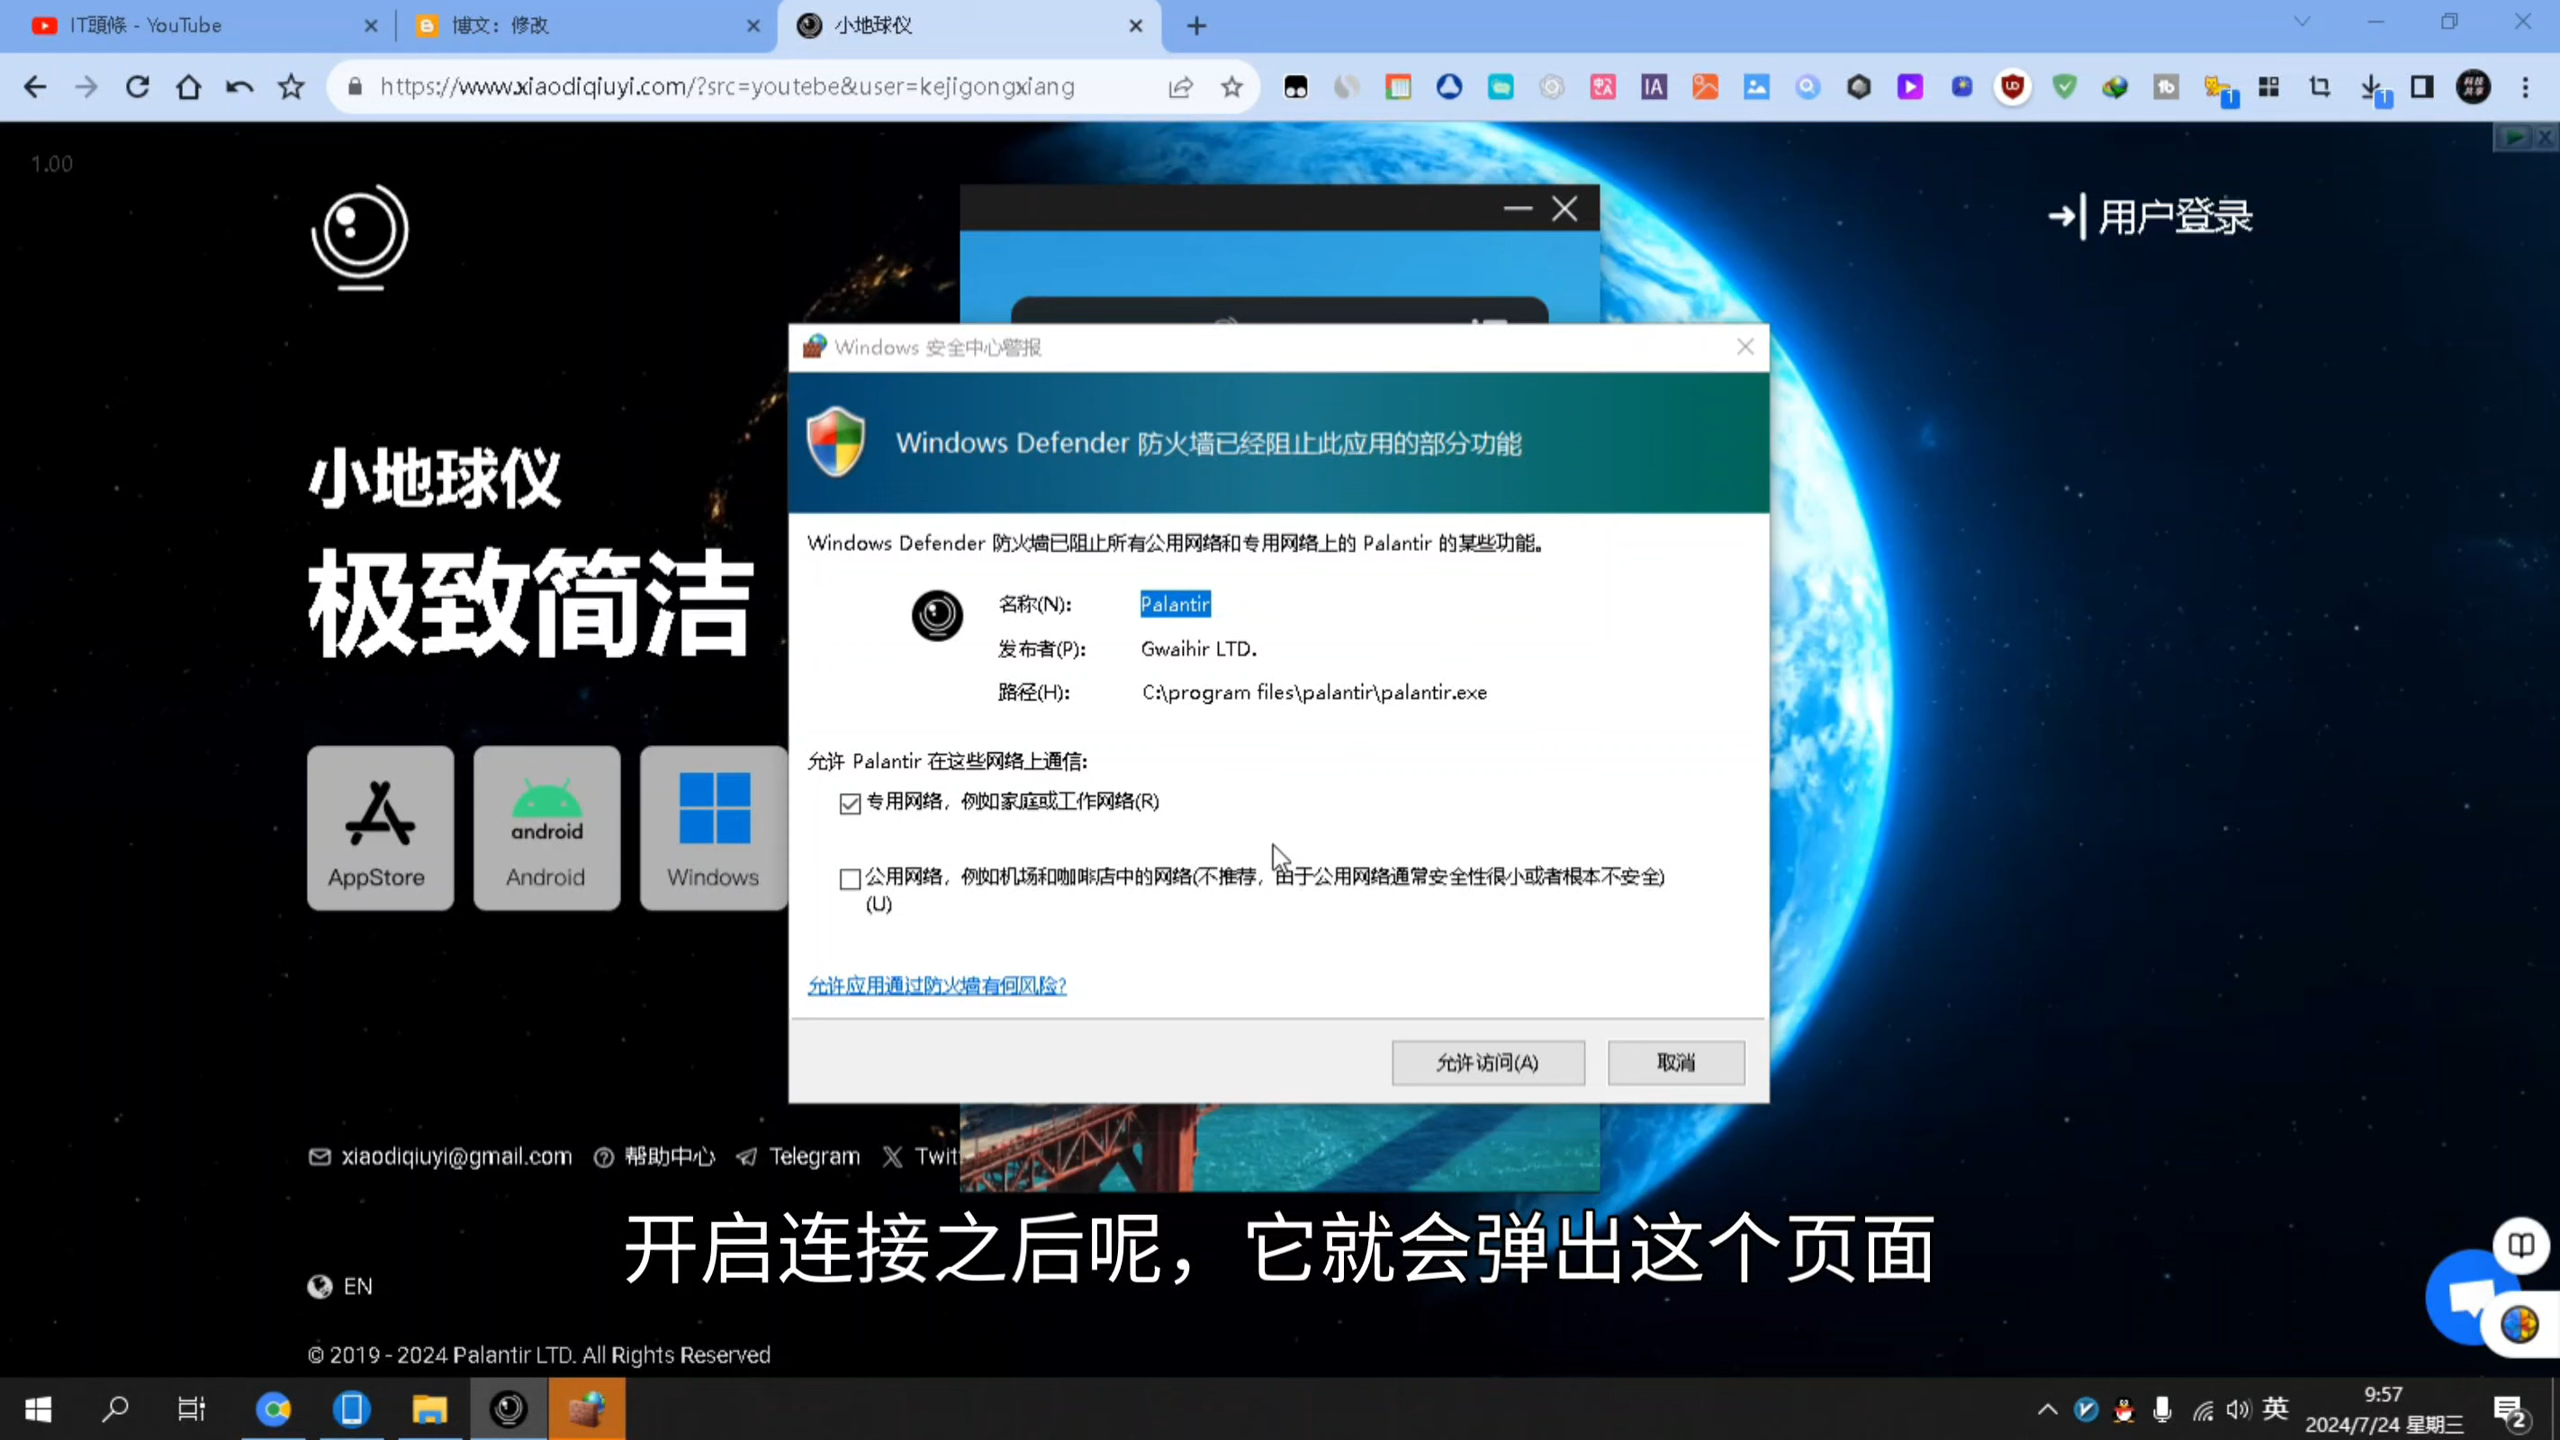 IT頭條 - YouTube
博文：修改
小地球仪
https://www.xiaodiqiuyi.com/?src=youtebe&user=kejigongxiang
1.00
用户登录
Windows 安全中心警报
Windows Defender 防火墙已经阻止此应用的部分功能
小地球仪
极致简洁
Windows Defender 防火墙已阻止所有公用网络和专用网络上的 Palantir 的某些功能。
名称(N): Palantir
发布者(P): Gwaihir LTD.
路径(H): C:\program files\palantir\palantir.exe
允许 Palantir 在这些网络上通信:
专用网络，例如家庭或工作网络(R)
公用网络，例如机场和咖啡店中的网络(不推荐，由于公用网络通常安全性很小或者根本不安全)
(U)
android
AppStore
Android
Windows
允许应用通过防火墙有何风险?
允许访问(A)
取消
xiaodiqiuyi@gmail.com 帮助中心 Telegram Twit
开启连接之后呢，它就会弹出这个页面
EN
© 2019 - 2024 Palantir LTD. All Rights Reserved
英
9:57
2024/7/24 星期三
2